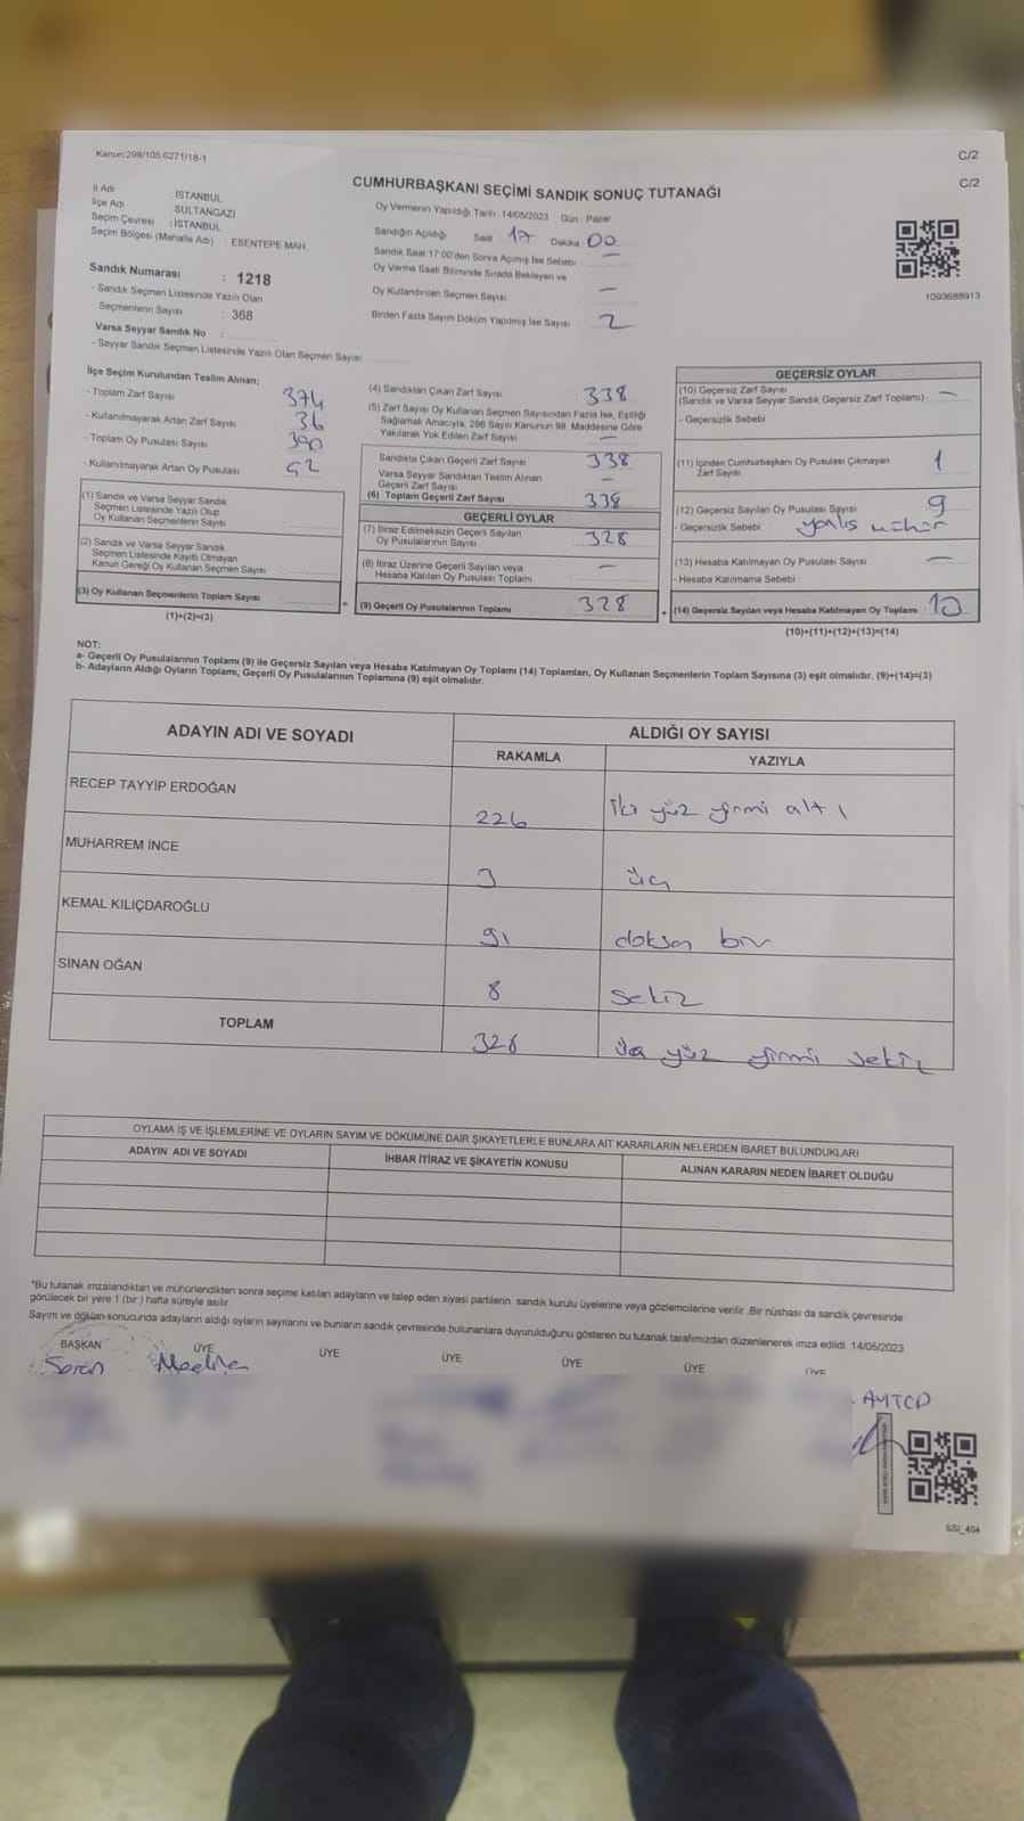 Kanun:298/105.6271/18-1
C/2
C/2
CUMHURBAŞKANI SEÇİMİ SANDIK SONUÇ TUTANAĞI
İl Adı İSTANBUL
İlçe Adı SULTANGAZİ
Seçim Çevresi : İSTANBUL
Seçim Bölgesi (Mahalle Adı) : ESENTEPE MAH.
Oy Vermenin Yapıldığı Tarih : 14/05/2023 Gün : Pazar
Sandığın Açıldığı Saat 17 Dakika 00
Sandık Saat 17:00'den Sonra Açılmış İse Sebebi —
Oy Verme Saati Bitiminde Sırada Bekleyen ve
Oy Kullandırılan Seçmen Sayısı —
Birden Fazla Sayım Döküm Yapılmış İse Sayısı 2
1093688913
Sandık Numarası : 1218
- Sandık Seçmen Listesinde Yazılı Olan
Seçmenlerin Sayısı : 368
Varsa Seyyar Sandık No :
- Seyyar Sandık Seçmen Listesinde Yazılı Olan Seçmen Sayısı
İlçe Seçim Kurulundan Teslim Alınan;
- Toplam Zarf Sayısı 374
- Kullanılmayarak Artan Zarf Sayısı 36
- Toplam Oy Pusulası Sayısı 390
- Kullanılmayarak Artan Oy Pusulası 52
(1) Sandık ve Varsa Seyyar Sandık
Seçmen Listesinde Yazılı Olup
Oy Kullanan Seçmenlerin Sayısı
(2) Sandık ve Varsa Seyyar Sandık
Seçmen Listesinde Kayıtlı Olmayan
Kanun Gereği Oy Kullanan Seçmen Sayısı
(3) Oy Kullanan Seçmenlerin Toplam Sayısı
(1)+(2)=(3)
(4) Sandıktan Çıkan Zarf Sayısı 338
(5) Zarf Sayısı Oy Kullanan Seçmen Sayısından Fazla İse, Eşitliği
Sağlamak Amacıyla, 298 Sayılı Kanunun 98. Maddesine Göre
Yakılarak Yok Edilen Zarf Sayısı —
Sandıkta Çıkan Geçerli Zarf Sayısı 338
Varsa Seyyar Sandıktan Teslim Alınan
Geçerli Zarf Sayısı —
(6) Toplam Geçerli Zarf Sayısı 338
GEÇERLİ OYLAR
(7) İtiraz Edilmeksizin Geçerli Sayılan
Oy Pusulalarının Sayısı 328
(8) İtiraz Üzerine Geçerli Sayılan veya
Hesaba Katılan Oy Pusulası Toplamı —
= (9) Geçerli Oy Pusulalarının Toplamı 328
GEÇERSİZ OYLAR
(10) Geçersiz Zarf Sayısı
(Sandık ve Varsa Seyyar Sandık Geçersiz Zarf Toplamı) —
- Geçersizlik Sebebi
(11) İçinden Cumhurbaşkanı Oy Pusulası Çıkmayan
Zarf Sayısı 1
(12) Geçersiz Sayılan Oy Pusulası Sayısı 9
- Geçersizlik Sebebi yanlış mühür
(13) Hesaba Katılmayan Oy Pusulası Sayısı —
- Hesaba Katılmama Sebebi
+ (14) Geçersiz Sayılan veya Hesaba Katılmayan Oy Toplamı 10
(10)+(11)+(12)+(13)=(14)
NOT:
a- Geçerli Oy Pusulalarının Toplamı (9) ile Geçersiz Sayılan veya Hesaba Katılmayan Oy Toplamı (14) Toplamları, Oy Kullanan Seçmenlerin Toplam Sayısına (3) eşit olmalıdır. (9)+(14)=(3)
b- Adayların Aldığı Oyların Toplamı, Geçerli Oy Pusulalarının Toplamına (9) eşit olmalıdır.
ADAYIN ADI VE SOYADI ALDIĞI OY SAYISI
RAKAMLA YAZIYLA
RECEP TAYYİP ERDOĞAN 226 iki yüz yirmi altı
MUHARREM İNCE 3 üç
KEMAL KILIÇDAROĞLU 91 doksan bir
SİNAN OĞAN 8 sekiz
TOPLAM 328 üç yüz yirmi sekiz
OYLAMA İŞ VE İŞLEMLERİNE VE OYLARIN SAYIM VE DÖKÜMÜNE DAİR ŞİKAYETLERLE BUNLARA AİT KARARLARIN NELERDEN İBARET BULUNDUKLARI
ADAYIN ADI VE SOYADI İHBAR İTİRAZ VE ŞİKAYETİN KONUSU ALINAN KARARIN NEDEN İBARET OLDUĞU
*Bu tutanak imzalandıktan ve mühürlendikten sonra seçime katılan adayların ve talep eden siyasi partilerin sandık kurulu üyelerine veya gözlemcilerine verilir. Bir nüshası da sandık çevresinde
görülecek bir yere 1 (bir) hafta süreyle asılır.
Sayım ve döküm sonucunda adayların aldığı oyların sayılarını ve bunların sandık çevresinde bulunanlara duyurulduğunu gösteren bu tutanak tarafımızdan düzenlenerek imza edildi. 14/05/2023
BAŞKAN ÜYE ÜYE ÜYE ÜYE ÜYE ÜYE